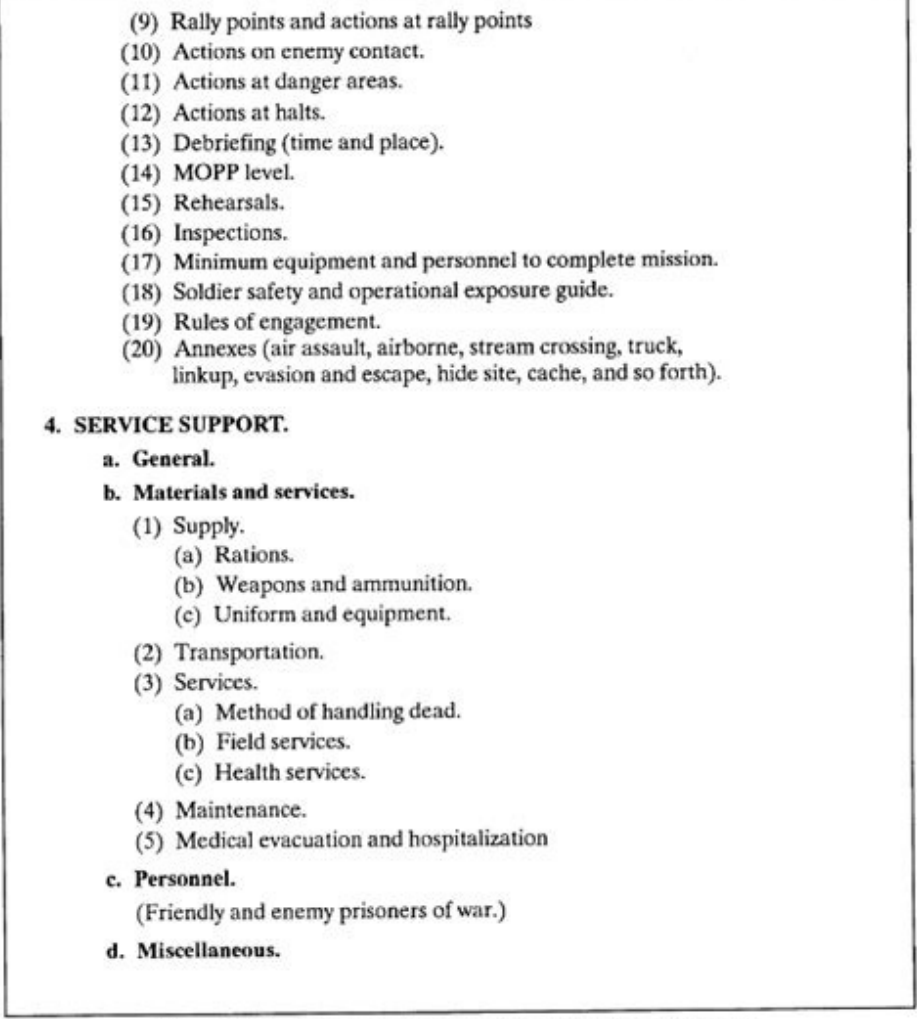 (9) Rally points and actions at rally points
(10) Actions on enemy contact.
(11) Actions at danger areas.
(12) Actions at halts.
(13) Debriefing (time and place).
(14) MOPP level.
(15) Rehearsals.
(16) Inspections.
(17) Minimum equipment and personnel to complete mission.
(18) Soldier safety and operational exposure guide.
(19) Rules of engagement.
(20) Annexes (air assault, airborne, stream crossing, truck,
linkup, evasion and escape, hide site, cache, and so forth).
4. SERVICE SUPPORT.
a. General.
b. Materials and services.
(1) Supply.
(a) Rations.
(b) Weapons and ammunition.
(c) Uniform and equipment.
(2) Transportation.
(3) Services.
(a) Method of handling dead.
(b) Field services.
(c) Health services.
(4) Maintenance.
(5) Medical evacuation and hospitalization
c. Personnel.
(Friendly and enemy prisoners of war.)
d. Miscellaneous.